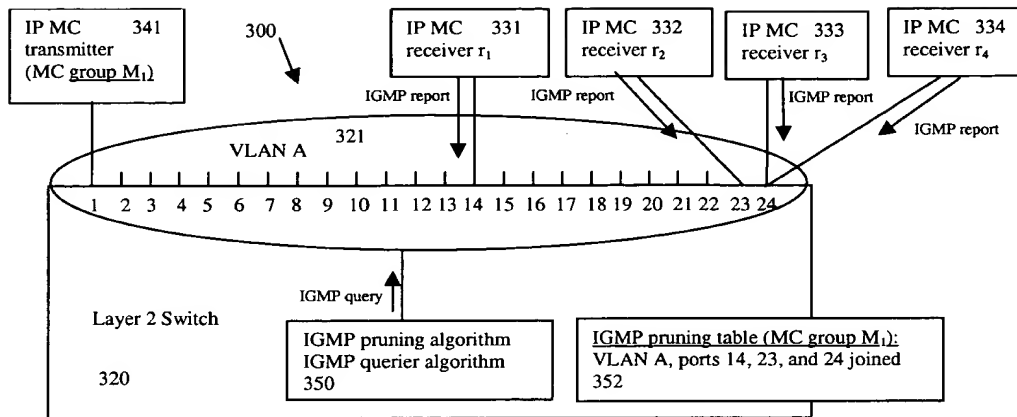 IP MC 341
transmitter
(MC group M1)
300
IP MC 331
receiver r1
IP MC 332
receiver r2
IP MC 333
receiver r3
IP MC 334
receiver r4
IGMP report
IGMP report
IGMP report
IGMP report
321
VLAN A
1 2 3 4 5 6 7 8 9 10 11 12 13 14 15 16 17 18 19 20 21 22 23 24
IGMP query
Layer 2 Switch
320
IGMP pruning algorithm
IGMP querier algorithm
350
IGMP pruning table (MC group M1):
VLAN A, ports 14, 23, and 24 joined
352